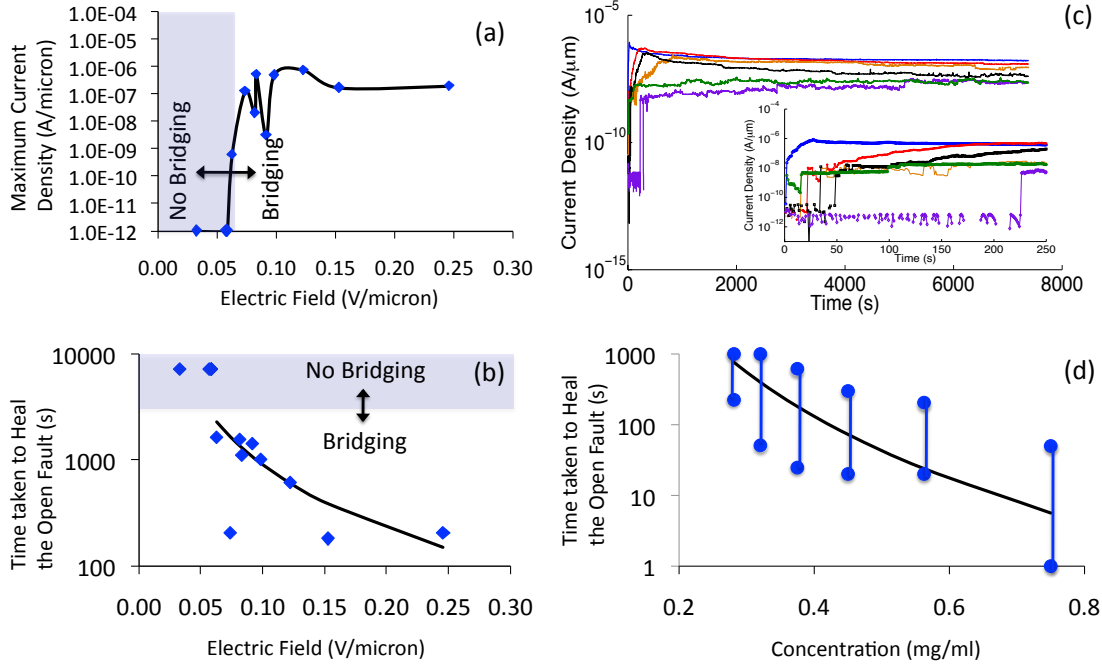 (a)
Maximum Current
Density (A/micron)
1.0E-04
1.0E-05
1.0E-06
1.0E-07
1.0E-08
1.0E-09
1.0E-10
1.0E-11
1.0E-12
No Bridging
Bridging
0.00 0.05 0.10 0.15 0.20 0.25 0.30
Electric Field (V/micron)
(c)
Current Density (A/μm)
10⁻⁵
10⁻¹⁰
10⁻¹⁵
0 2000 4000 6000 8000
Time (s)
Current Density (A/μm)
10⁻⁴
10⁻⁶
10⁻⁸
10⁻¹⁰
10⁻¹²
0 50 100 150 200 250
Time (s)
(b)
Time taken to Heal
the Open Fault (s)
10000
1000
100
No Bridging
Bridging
0.00 0.05 0.10 0.15 0.20 0.25 0.30
Electric Field (V/micron)
(d)
Time taken to Heal
the Open Fault (s)
1000
100
10
1
0.2 0.4 0.6 0.8
Concentration (mg/ml)